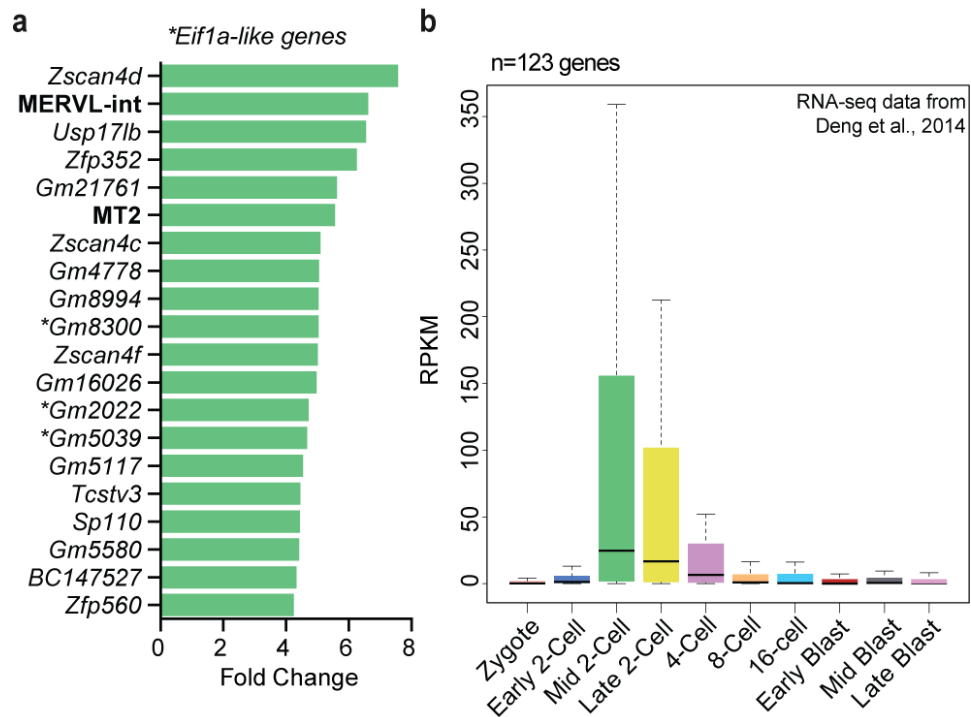 a
*Eif1a-like genes
Zscan4d
MERVL-int
Usp17lb
Zfp352
Gm21761
MT2
Zscan4c
Gm4778
Gm8994
*Gm8300
Zscan4f
Gm16026
*Gm2022
*Gm5039
Gm5117
Tcstv3
Sp110
Gm5580
BC147527
Zfp560
0 2 4 6 8
Fold Change
b
n=123 genes
RNA-seq data from
Deng et al., 2014
RPKM
350
300
250
200
150
100
50
0
Zygote
Early 2-Cell
Mid 2-Cell
Late 2-Cell
4-Cell
8-Cell
16-cell
Early Blast
Mid Blast
Late Blast